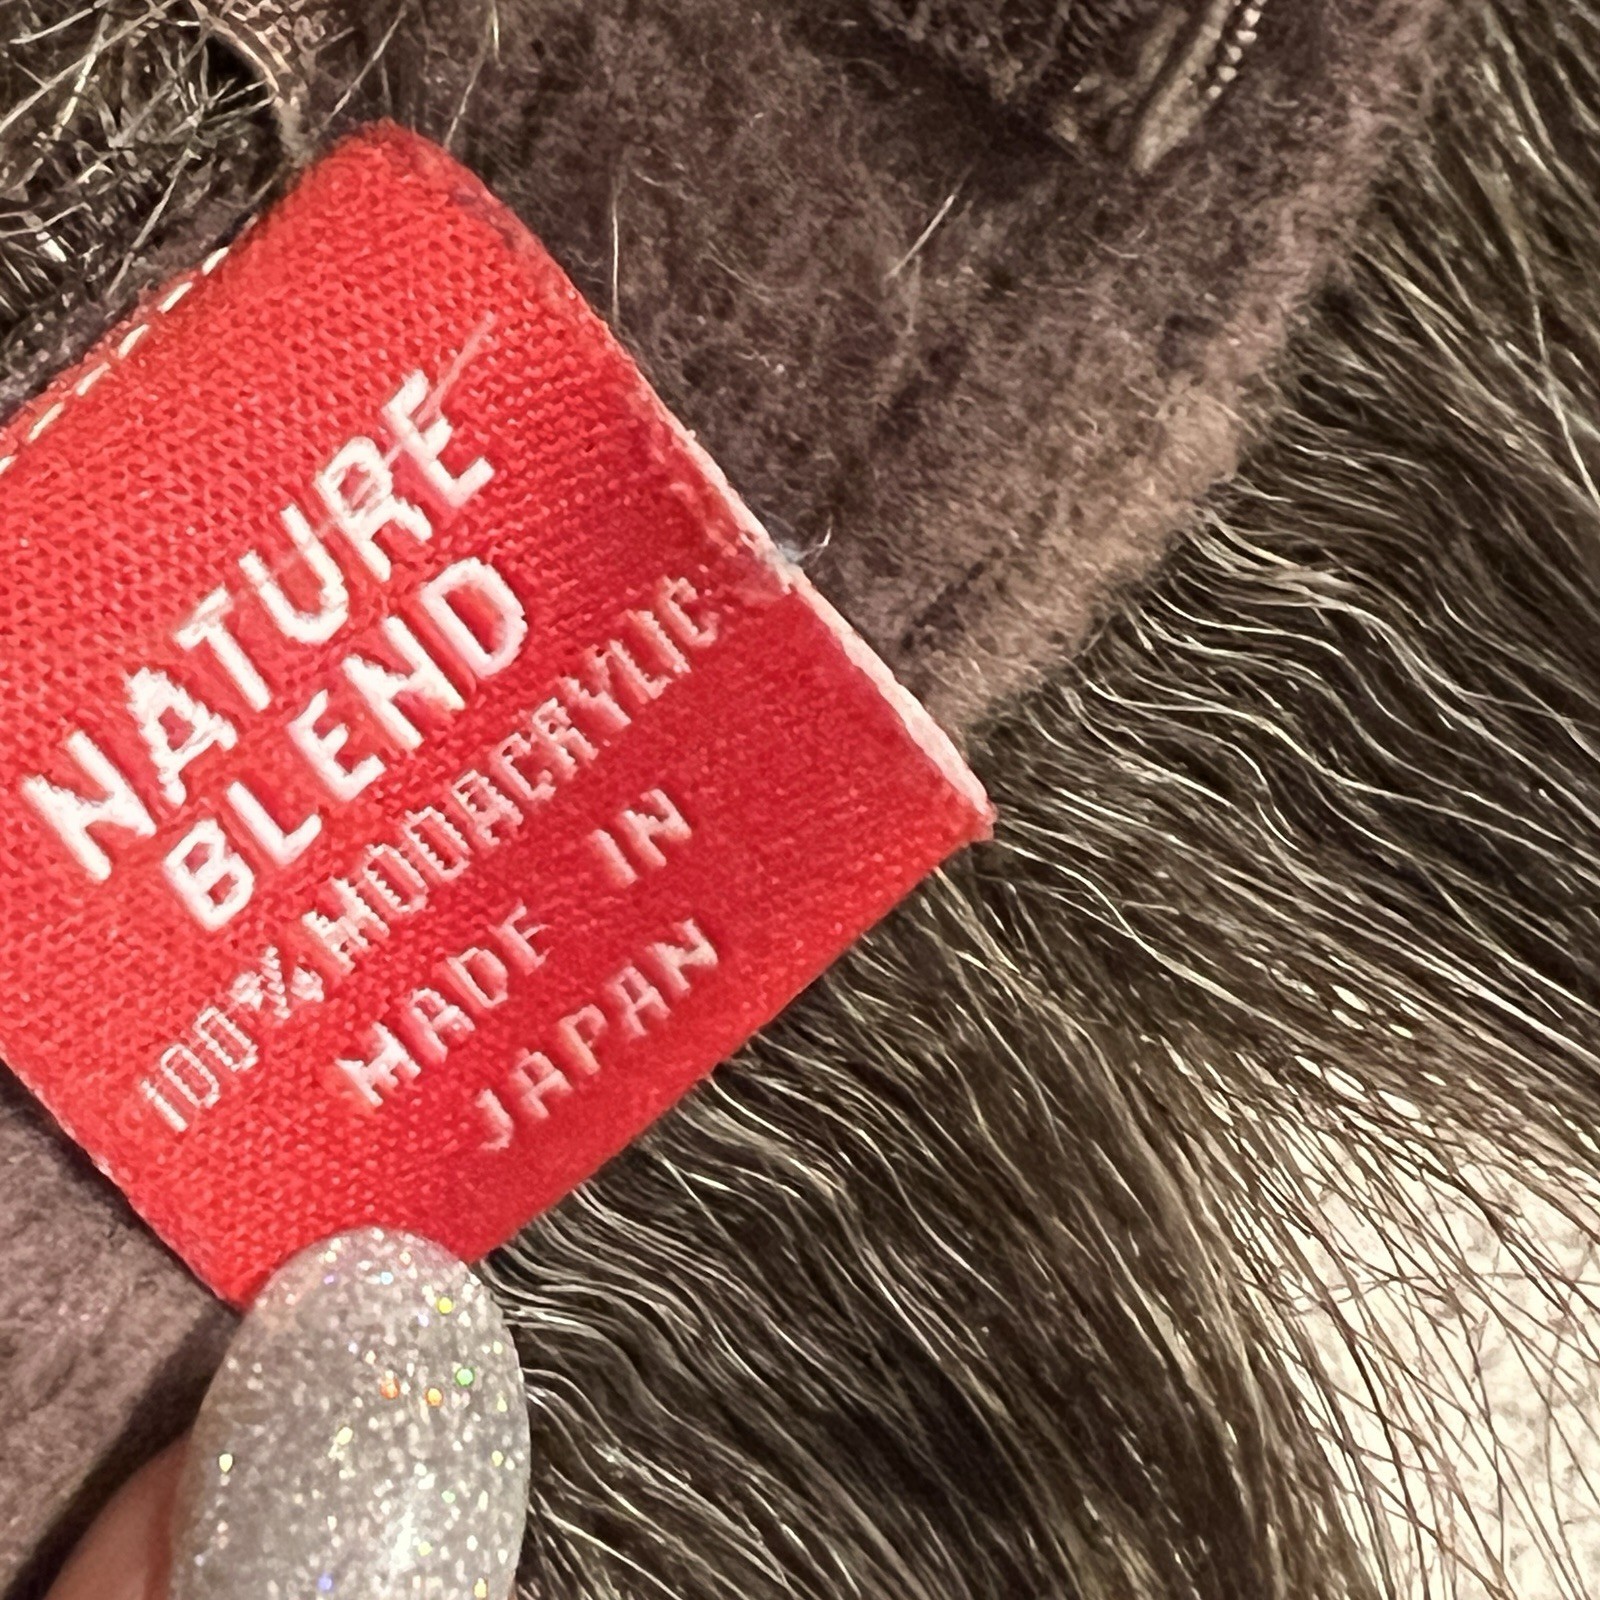 NATURE
BLEND
100% MODACRYLIC
MADE IN
JAPAN